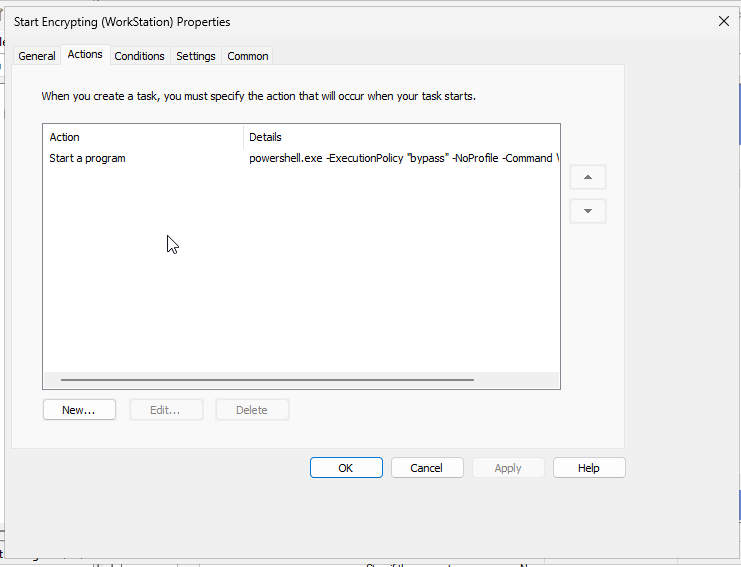 Start Encrypting (WorkStation) Properties
General Actions Conditions Settings Common
When you create a task, you must specify the action that will occur when your task starts.
Action Details
Start a program powershell.exe -ExecutionPolicy "bypass" -NoProfile -Command \
New... Edit... Delete
OK Cancel Apply Help